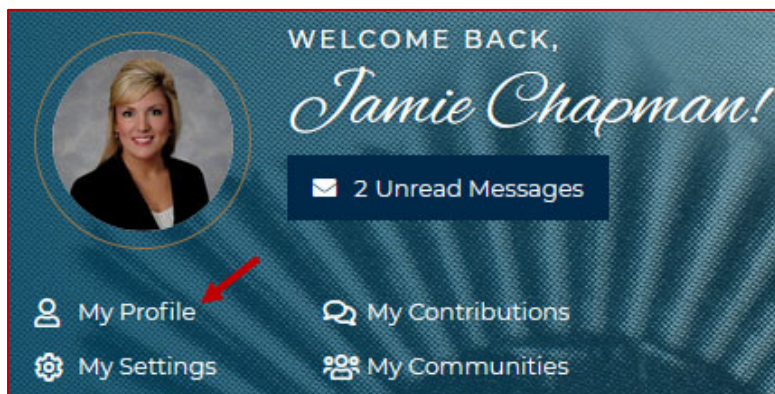 WELCOME BACK,
Jamie Chapman!
2 Unread Messages
My Profile
My Contributions
My Settings
My Communities